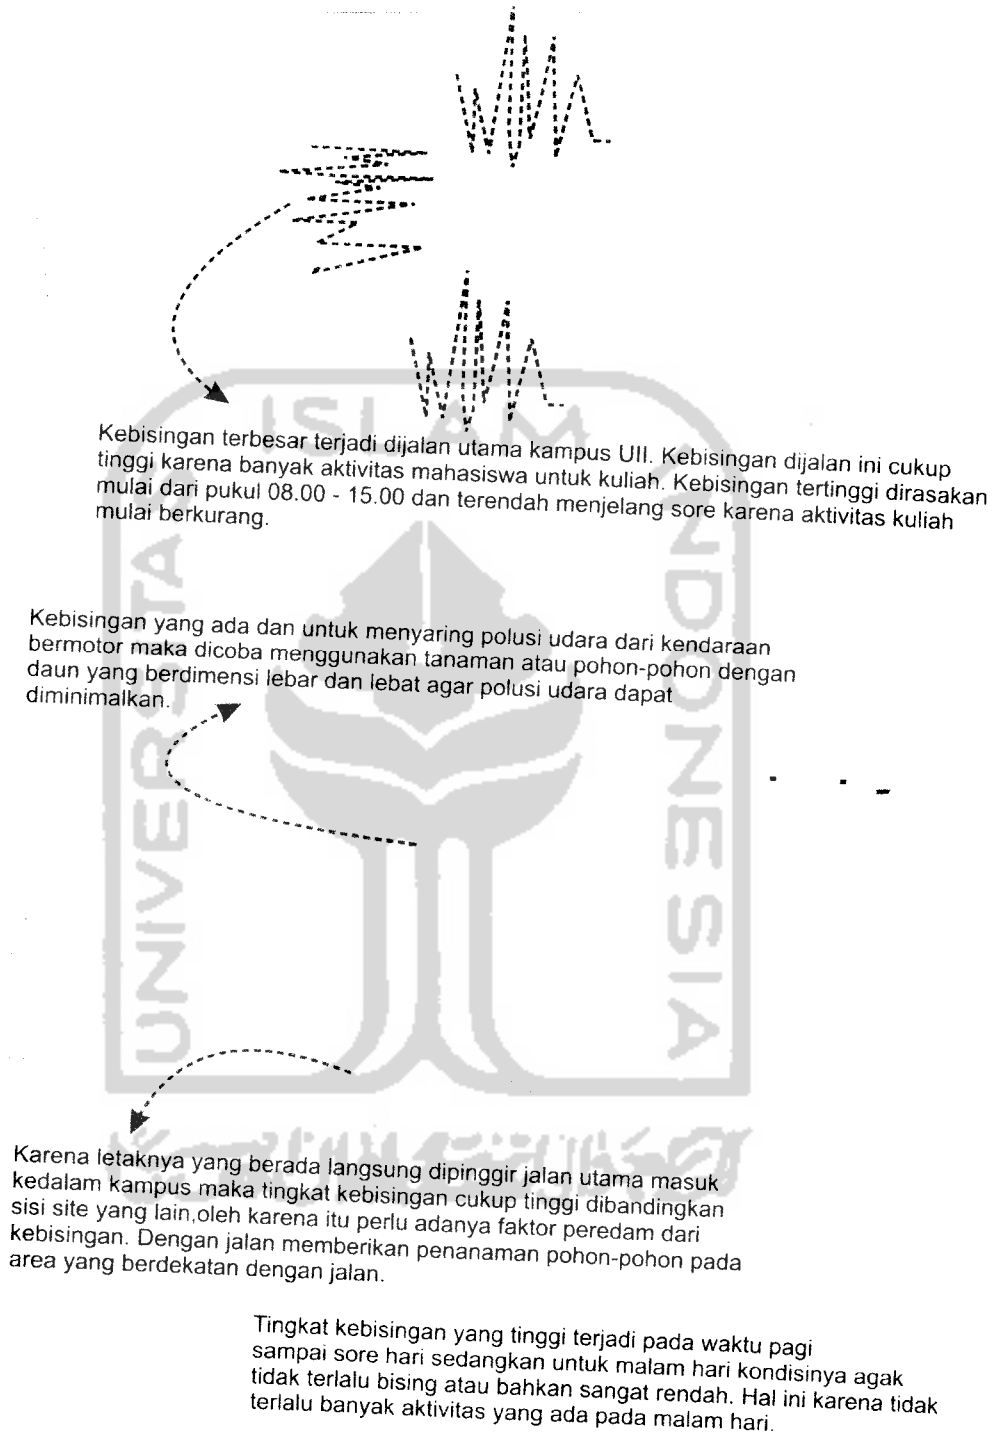 ISLAM
UNIVERSITAS
INDONESIA
Kebisingan terbesar terjadi dijalan utama kampus UII. Kebisingan dijalan ini cukup
tinggi karena banyak aktivitas mahasiswa untuk kuliah. Kebisingan tertinggi dirasakan
mulai dari pukul 08.00 - 15.00 dan terendah menjelang sore karena aktivitas kuliah
mulai berkurang.
Kebisingan yang ada dan untuk menyaring polusi udara dari kendaraan
bermotor maka dicoba menggunakan tanaman atau pohon-pohon dengan
daun yang berdimensi lebar dan lebat agar polusi udara dapat
diminimalkan.
Karena letaknya yang berada langsung dipinggir jalan utama masuk
kedalam kampus maka tingkat kebisingan cukup tinggi dibandingkan
sisi site yang lain,oleh karena itu perlu adanya faktor peredam dari
kebisingan. Dengan jalan memberikan penanaman pohon-pohon pada
area yang berdekatan dengan jalan.
Tingkat kebisingan yang tinggi terjadi pada waktu pagi
sampai sore hari sedangkan untuk malam hari kondisinya agak
tidak terlalu bising atau bahkan sangat rendah. Hal ini karena tidak
terlalu banyak aktivitas yang ada pada malam hari.